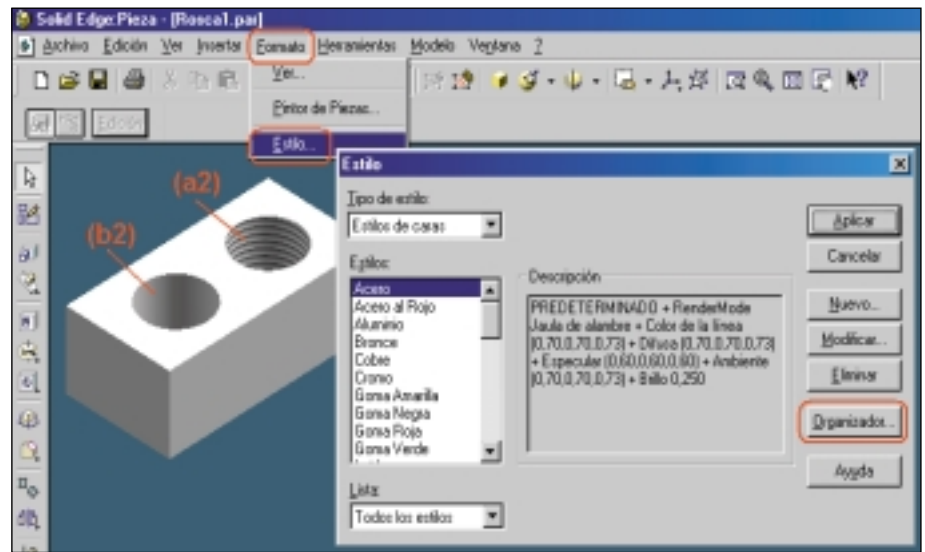 Solid Edge:Pieza - [Rosca1.par]
Archivo Edición Ver Insertar Formato Herramientas Modelo Ventana ?
Ver...
Pintor de Piezas...
Estilo...
Edición
(a2)
(b2)
Estilo
Tipo de estilo:
Estilos de caras
Estilos:
Acero
Acero al Rojo
Aluminio
Bronce
Cobre
Cromo
Goma Amarilla
Goma Negra
Goma Roja
Goma Verde
Lista:
Todos los estilos
Descripción
PREDETERMINADO + RenderMode
Jaula de alambre + Color de la línea
(0,70,0,70,0,73) + Difusa (0,70,0,70,0,73)
+ Especular (0,60,0,60,0,60) + Ambiente
(0,70,0,70,0,73) + Brillo 0,250
Aplicar
Cancelar
Nuevo...
Modificar...
Eliminar
Organizador...
Ayuda